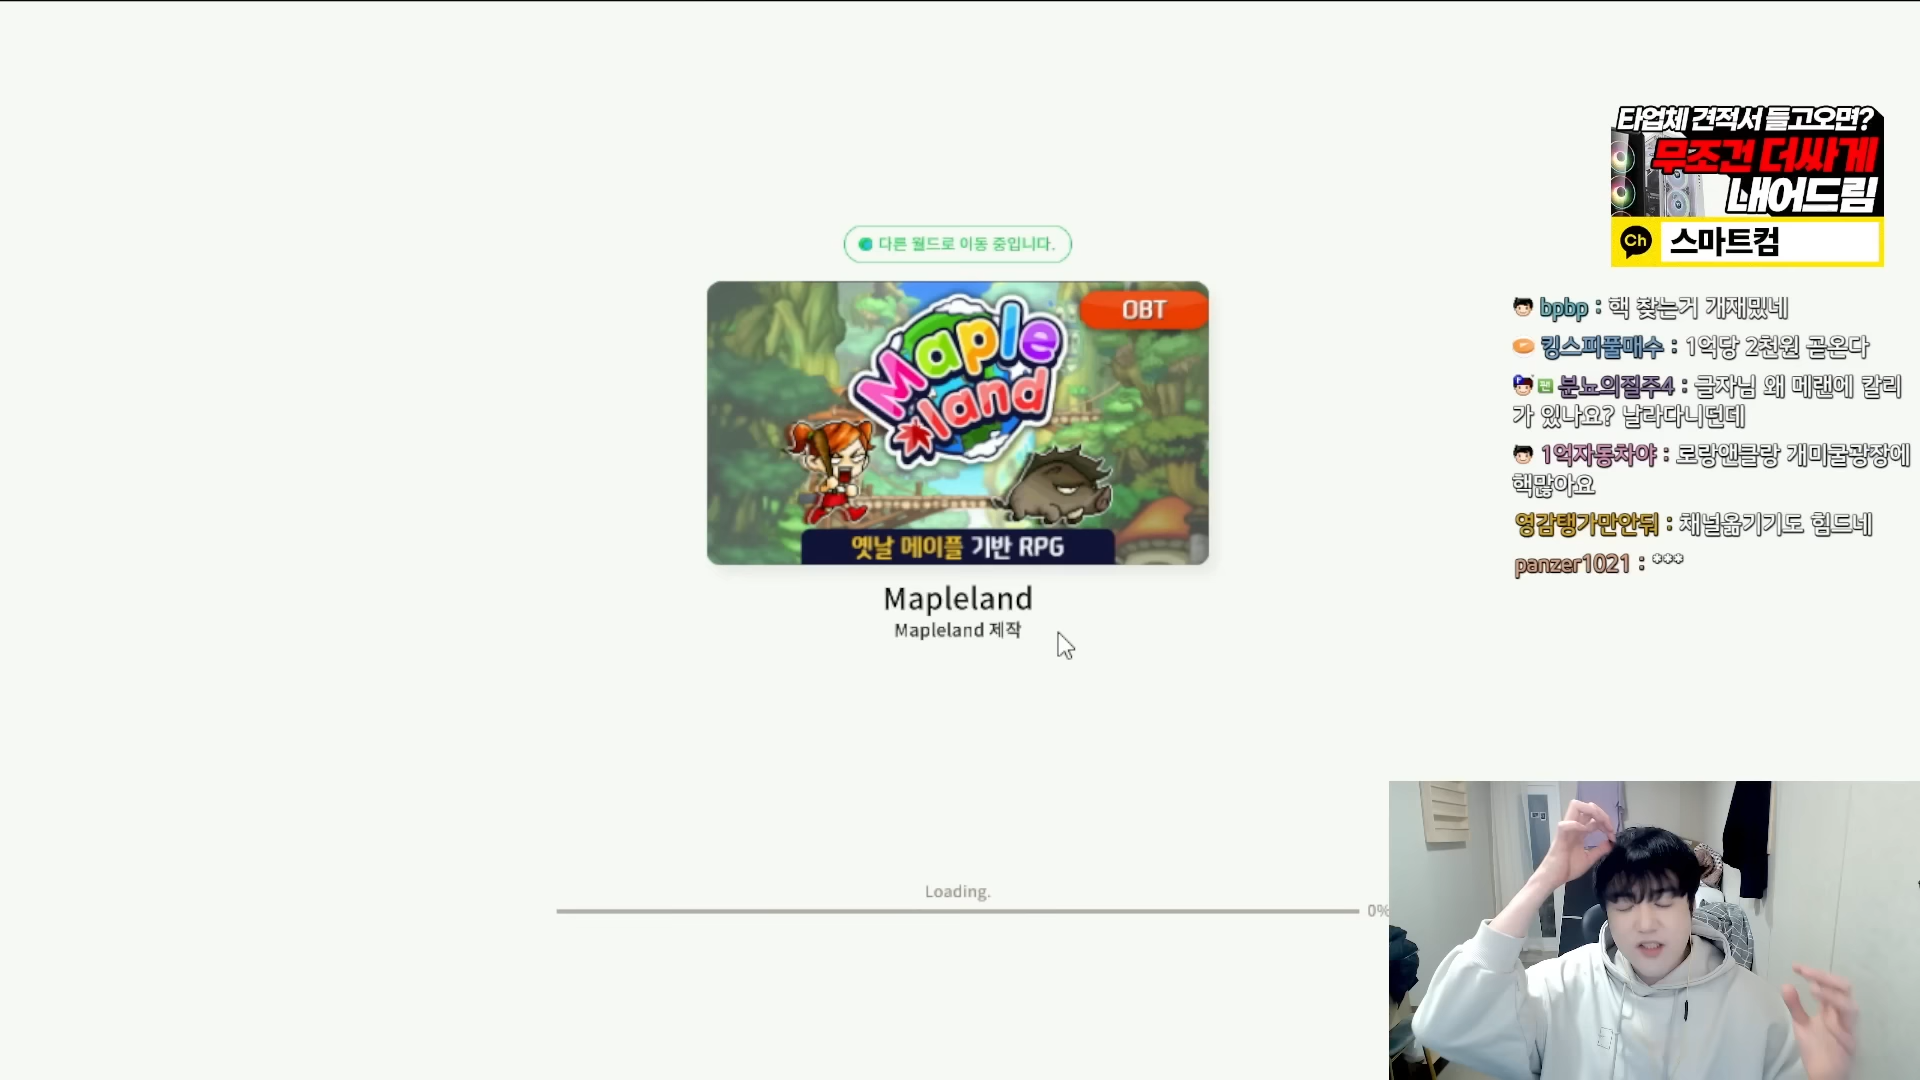 다른 월드로 이동 중입니다.
Maple
land
OBT
옛날 메이플 기반 RPG
Mapleland
Mapleland 제작
Loading.
0%
타업체 견적서 들고오면?
무조건 더싸게
내어드림
Ch 스마트컴
bpbp : 핵 찾는거 개재밌네
킹스피풀매수 : 1억당 2천원 곧온다
팬 분뇨의질주4 : 글자님 왜 메랜에 칼리
가 있나요? 날라다니던데
1억자동차야 : 로랑앤클랑 개미굴광장에
핵많아요
영감탱가만안둬 : 채널옮기기도 힘드네
panzer1021 : ***